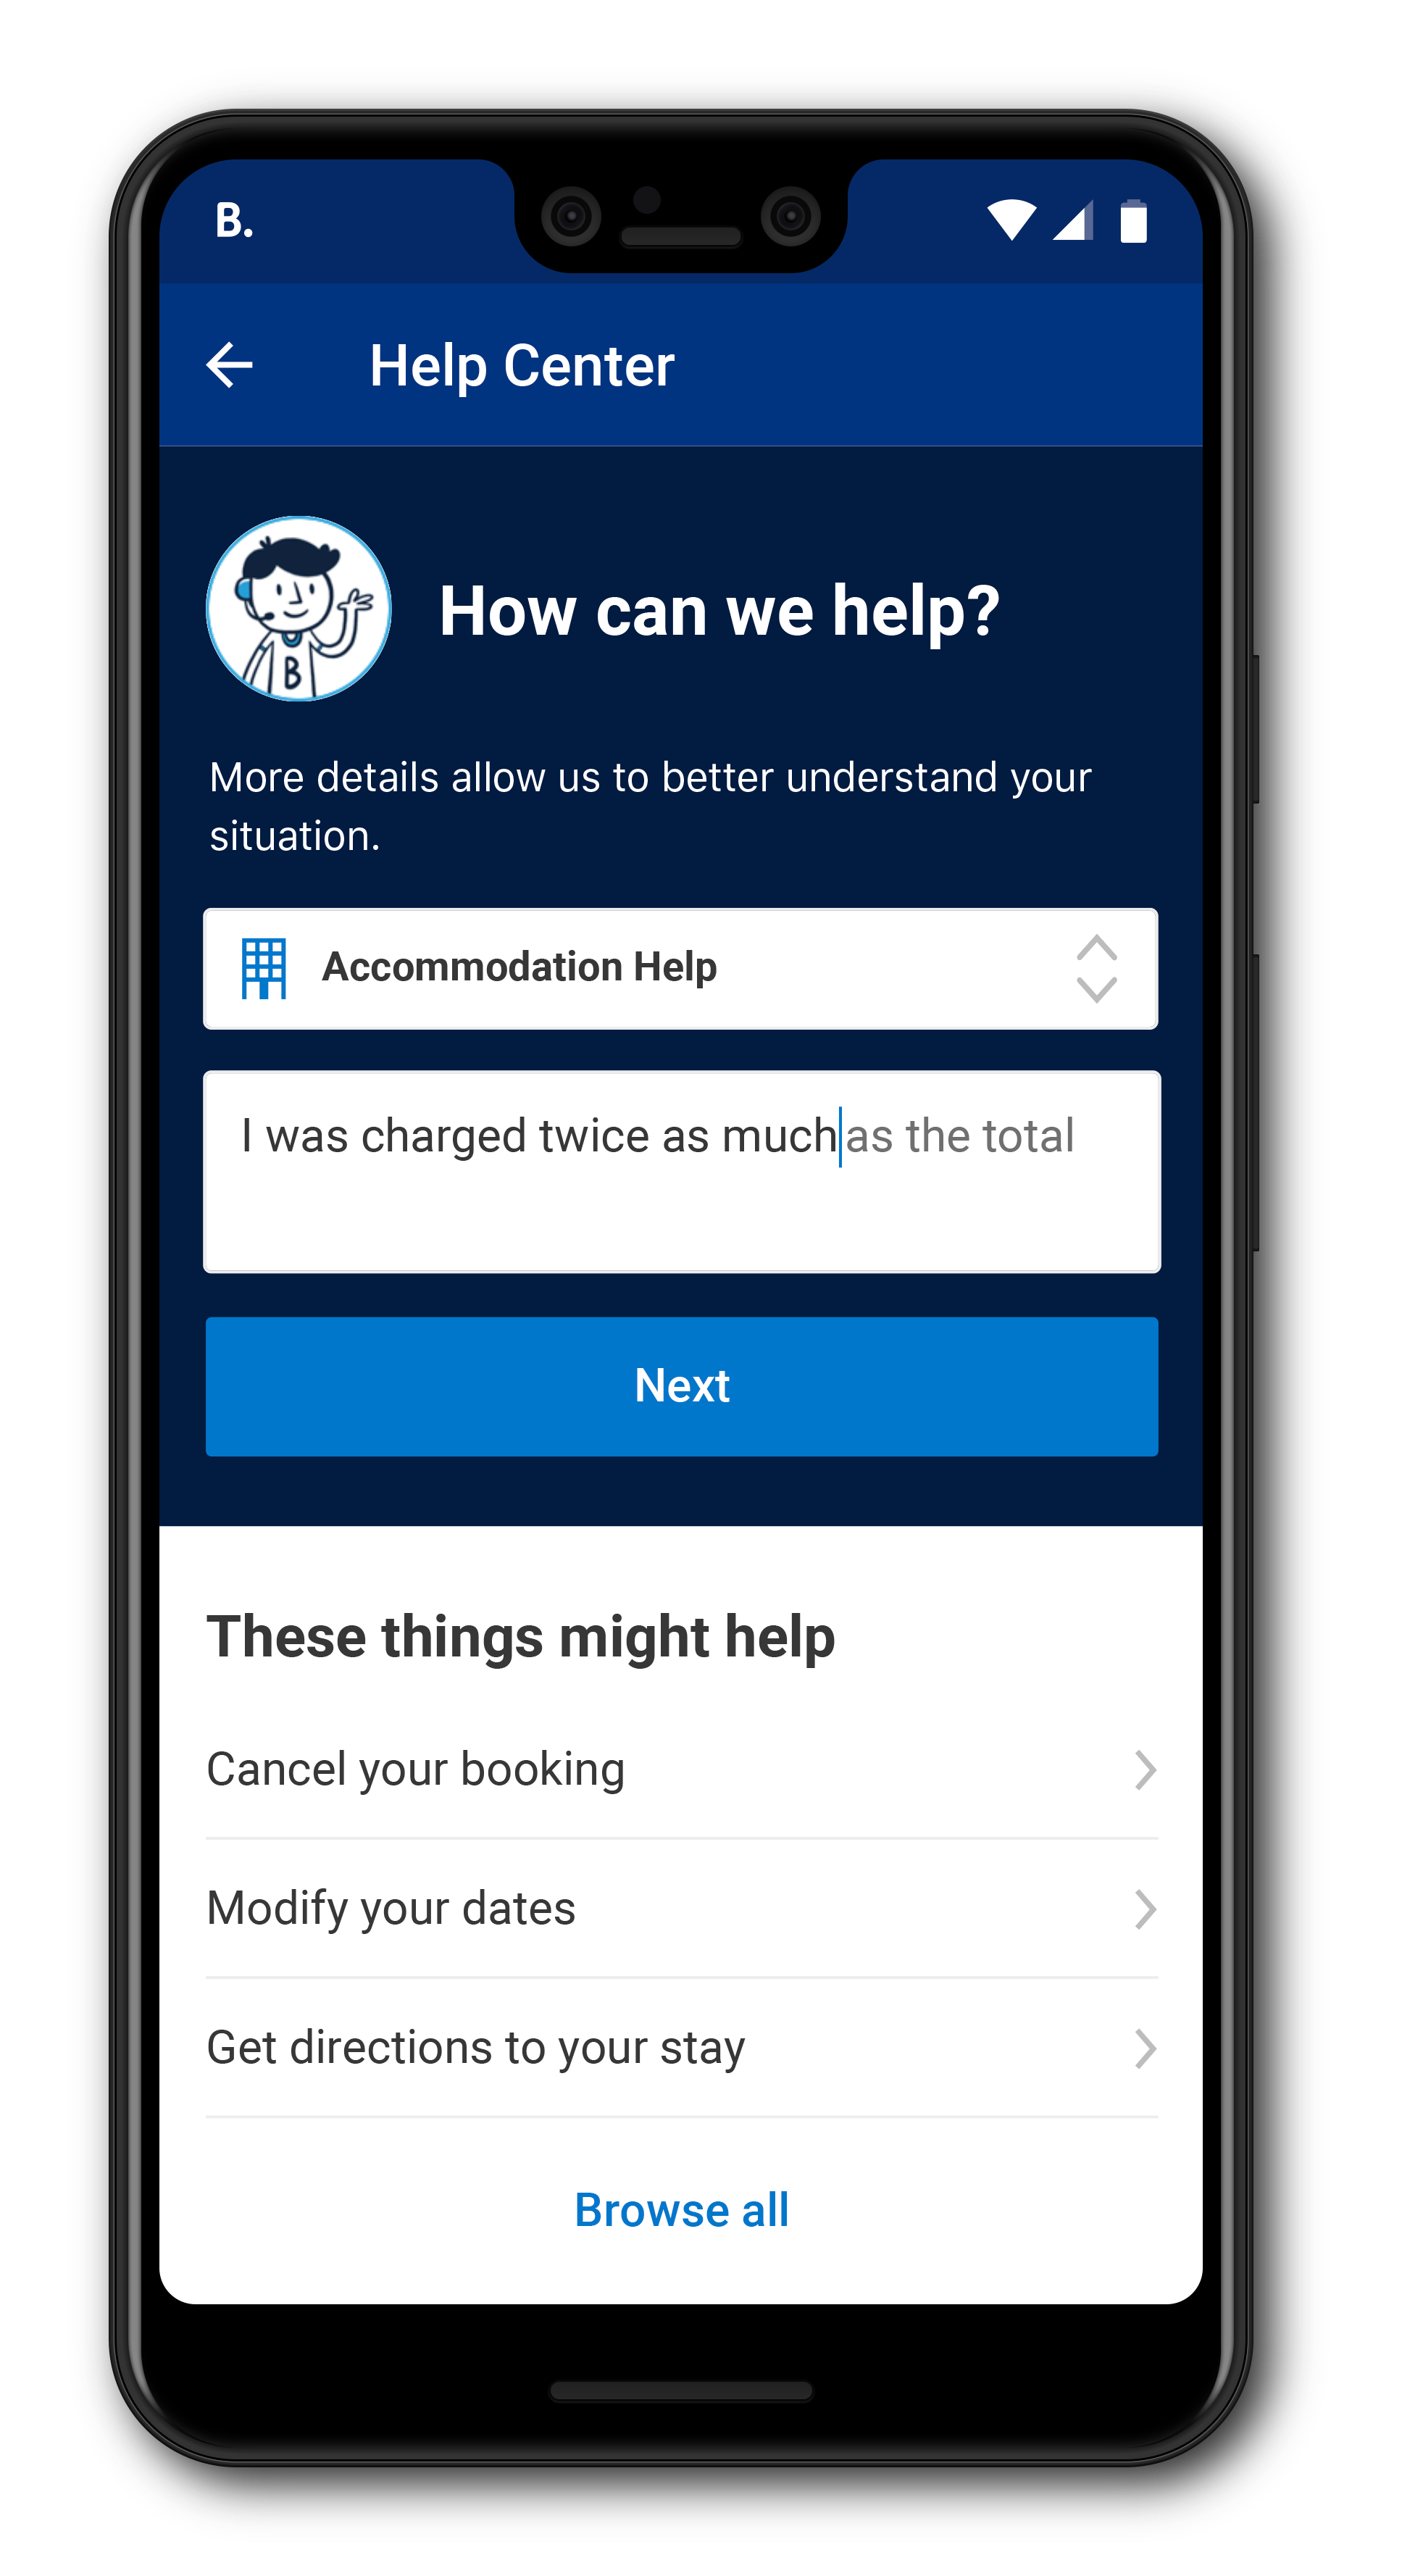 B.
Help Center
B
How can we help?
More details allow us to better understand your
situation.
Accommodation Help
I was charged twice as much as the total
Next
These things might help
Cancel your booking
Modify your dates
Get directions to your stay
Browse all